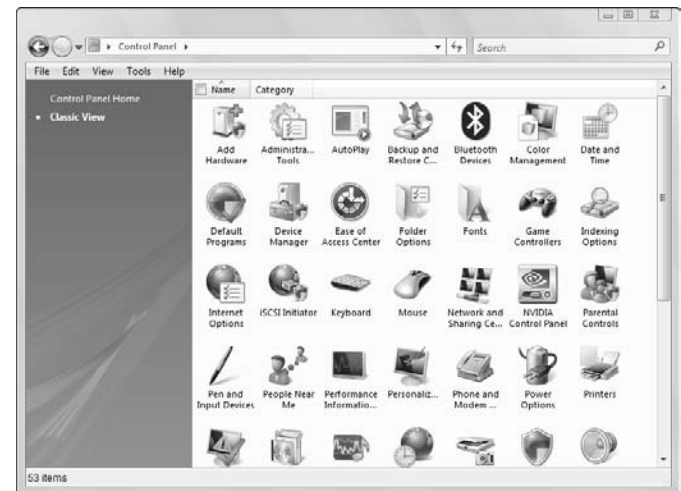 Control Panel
Search
File Edit View Tools Help
Control Panel Home
Classic View
Name Category
Add Hardware
Administra... Tools
AutoPlay
Backup and Restore C...
Bluetooth Devices
Color Management
Date and Time
Default Programs
Device Manager
Ease of Access Center
Folder Options
Fonts
Game Controllers
Indexing Options
Internet Options
iSCSI Initiator
Keyboard
Mouse
Network and Sharing Ce...
NVIDIA Control Panel
Parental Controls
Pen and Input Devices
People Near Me
Performance Informatio...
Personaliz...
Phone and Modem ...
Power Options
Printers
53 items